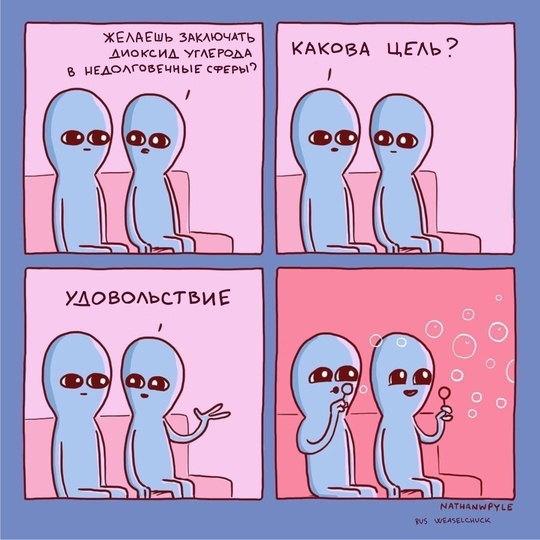 ЖЕЛАЕШЬ ЗАКЛЮЧАТЬ
ДИОКСИД УГЛЕРОДА
В НЕДОЛГОВЕЧНЫЕ СФЕРЫ?
КАКОВА ЦЕЛЬ?
УДОВОЛЬСТВИЕ
NATHANWPYLE
RUS WEASELCHUCK